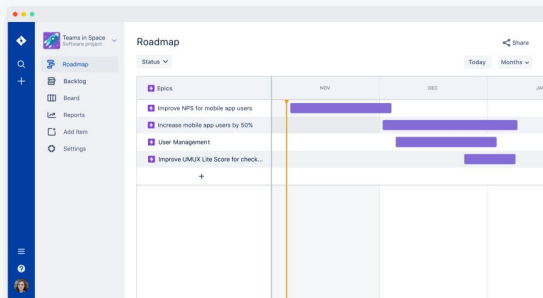 Teams in Space
Software project
Roadmap
Backlog
Board
Reports
Add item
Settings
Roadmap
Share
Status
Today
Months
Epics
NOV
DEC
JA
Improve NPS for mobile app users
Increase mobile app users by 50%
User Management
Improve UMUX Lite Score for check...